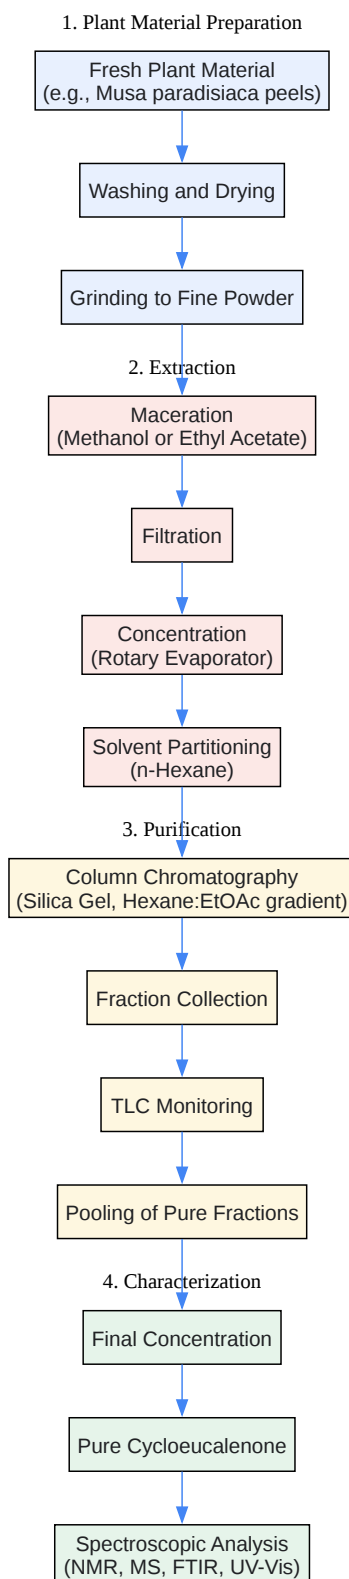 1. Plant Material Preparation
Fresh Plant Material
(e.g., Musa paradisiaca peels)
Washing and Drying
Grinding to Fine Powder
2. Extraction
Maceration
(Methanol or Ethyl Acetate)
Filtration
Concentration
(Rotary Evaporator)
Solvent Partitioning
(n-Hexane)
3. Purification
Column Chromatography
(Silica Gel, Hexane:EtOAc gradient)
Fraction Collection
TLC Monitoring
Pooling of Pure Fractions
4. Characterization
Final Concentration
Pure Cycloeucalenone
Spectroscopic Analysis
(NMR, MS, FTIR, UV-Vis)